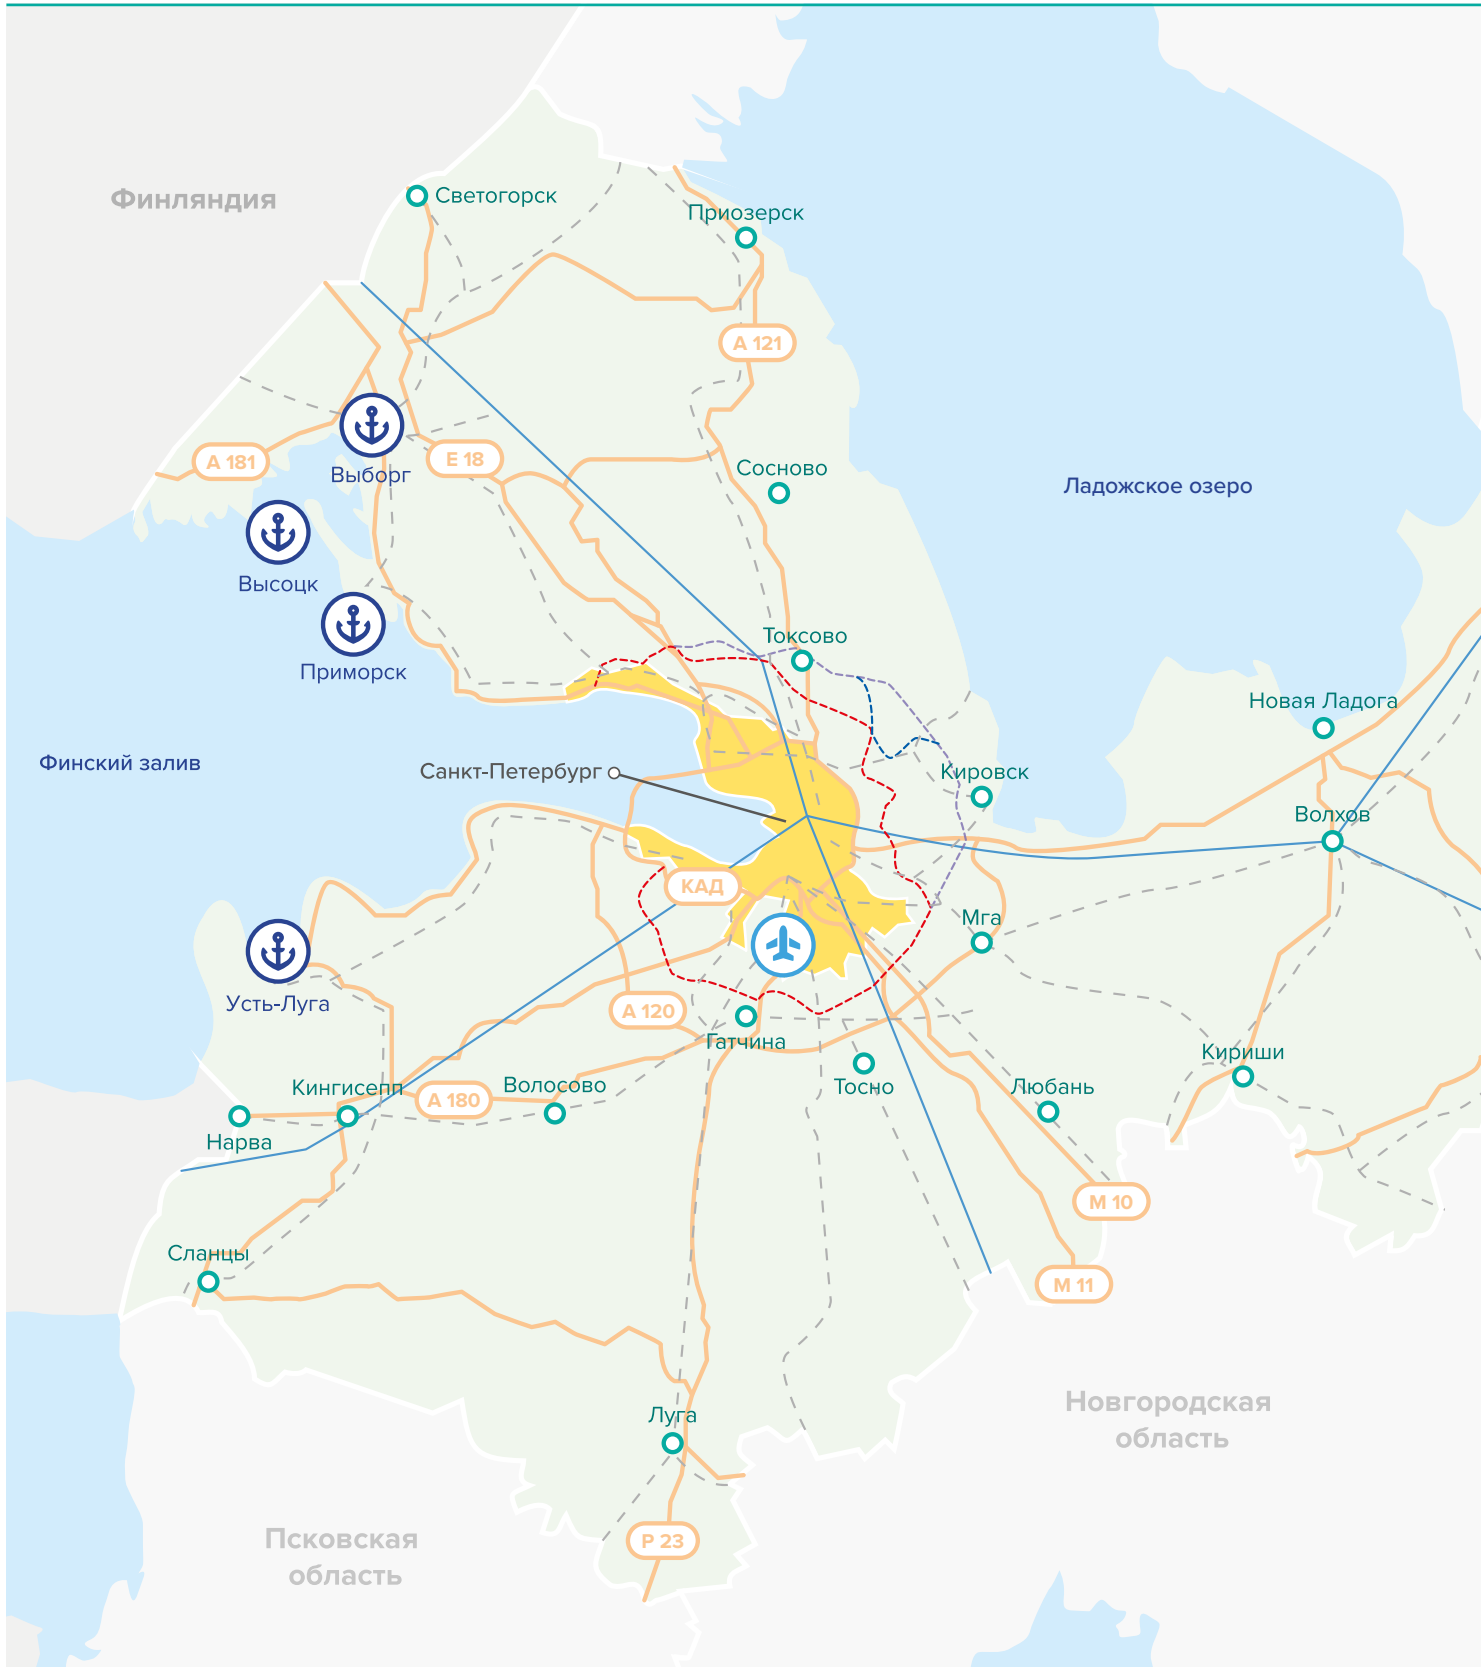 Финляндия
Светогорск
Приозерск
А 121
А 181
Е 18
Выборг
Сосново
Ладожское озеро
Высоцк
Приморск
Токсово
Новая Ладога
Финский залив
Санкт-Петербург
Кировск
Волхов
КАД
Мга
Усть-Луга
А 120
Гатчина
Кириши
Кингисепп
А 180
Волосово
Тосно
Любань
Нарва
М 10
Сланцы
М 11
Новгородская
область
Луга
Псковская
область
Р 23